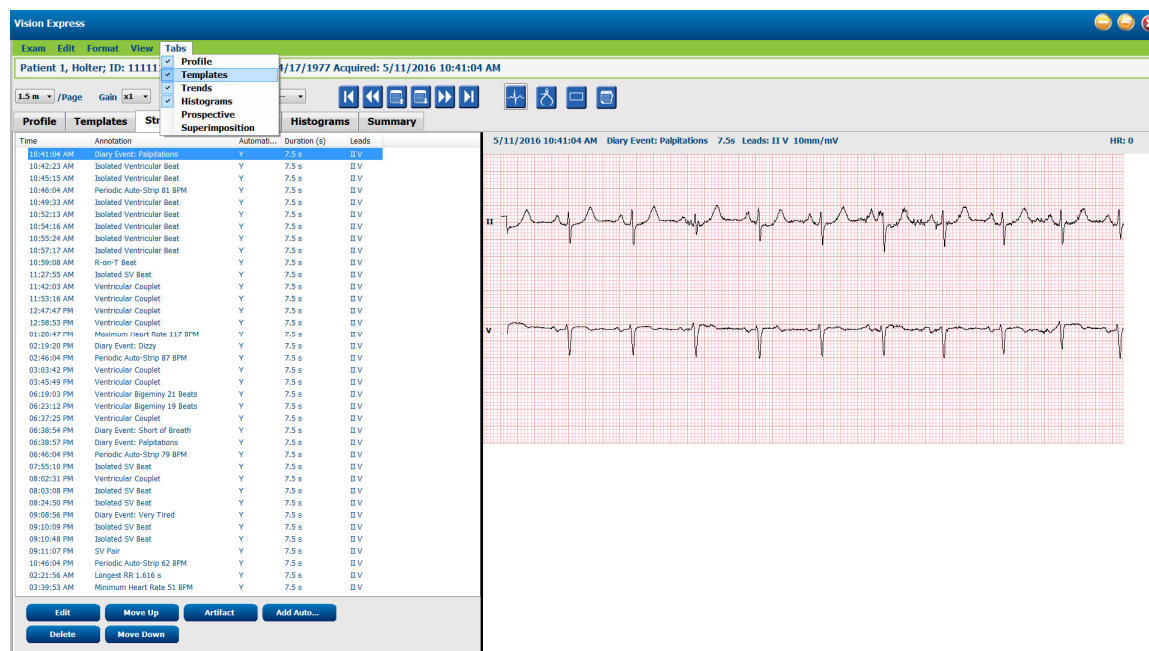 Vision Express
Exam Edit Format View Tabs
Profile
Templates
Trends
Histograms
Prospective
Superimposition
Patient 1, Holter; ID: 11111 4/17/1977 Acquired: 5/11/2016 10:41:04 AM
1.5 m /Page Gain x1
Profile Templates Str Histograms Summary
Time Annotation Automati... Duration (s) Leads
10:41:04 AM Diary Event: Palpitations Y 7.5 s II V
10:42:23 AM Isolated Ventricular Beat Y 7.5 s II V
10:45:15 AM Isolated Ventricular Beat Y 7.5 s II V
10:46:04 AM Periodic Auto-Strip 81 BPM Y 7.5 s II V
10:49:33 AM Isolated Ventricular Beat Y 7.5 s II V
10:52:13 AM Isolated Ventricular Beat Y 7.5 s II V
10:54:16 AM Isolated Ventricular Beat Y 7.5 s II V
10:55:24 AM Isolated Ventricular Beat Y 7.5 s II V
10:57:17 AM Isolated Ventricular Beat Y 7.5 s II V
10:59:08 AM R-on-T Beat Y 7.5 s II V
11:27:55 AM Isolated SV Beat Y 7.5 s II V
11:42:03 AM Ventricular Couplet Y 7.5 s II V
11:53:16 AM Ventricular Couplet Y 7.5 s II V
12:47:47 PM Ventricular Couplet Y 7.5 s II V
12:58:53 PM Ventricular Couplet Y 7.5 s II V
01:20:47 PM Maximum Heart Rate 117 BPM Y 7.5 s II V
02:19:20 PM Diary Event: Dizzy Y 7.5 s II V
02:46:04 PM Periodic Auto-Strip 87 BPM Y 7.5 s II V
03:03:42 PM Ventricular Couplet Y 7.5 s II V
03:45:49 PM Ventricular Couplet Y 7.5 s II V
06:19:03 PM Ventricular Bigeminy 21 Beats Y 7.5 s II V
06:23:12 PM Ventricular Bigeminy 19 Beats Y 7.5 s II V
06:37:25 PM Ventricular Couplet Y 7.5 s II V
06:38:54 PM Diary Event: Short of Breath Y 7.5 s II V
06:38:57 PM Diary Event: Palpitations Y 7.5 s II V
06:46:04 PM Periodic Auto-Strip 79 BPM Y 7.5 s II V
07:55:10 PM Isolated SV Beat Y 7.5 s II V
08:02:31 PM Ventricular Couplet Y 7.5 s II V
08:03:08 PM Isolated SV Beat Y 7.5 s II V
08:24:50 PM Isolated SV Beat Y 7.5 s II V
09:08:56 PM Diary Event: Very Tired Y 7.5 s II V
09:10:09 PM Isolated SV Beat Y 7.5 s II V
09:10:48 PM Isolated SV Beat Y 7.5 s II V
09:11:07 PM SV Pair Y 7.5 s II V
10:46:04 PM Periodic Auto-Strip 62 BPM Y 7.5 s II V
02:21:56 AM Longest RR 1.616 s Y 7.5 s II V
03:39:53 AM Minimum Heart Rate 51 BPM Y 7.5 s II V
Edit Move Up Artifact Add Auto...
Delete Move Down
5/11/2016 10:41:04 AM Diary Event: Palpitations 7.5s Leads: II V 10mm/mV HR: 0
II
V